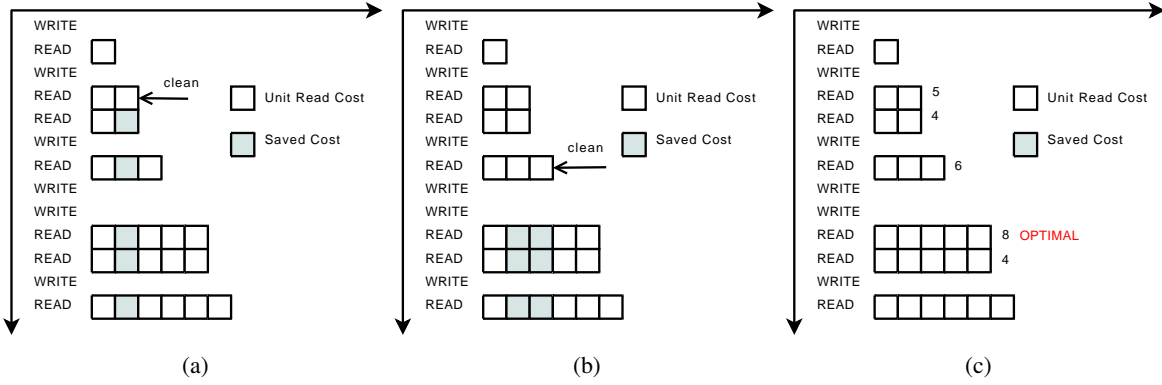 WRITE
READ
WRITE
clean
READ
READ
WRITE
READ
WRITE
WRITE
READ
READ
WRITE
READ
Unit Read Cost
Saved Cost
(a)
WRITE
READ
WRITE
READ
READ
WRITE
READ
clean
WRITE
WRITE
READ
READ
WRITE
READ
Unit Read Cost
Saved Cost
(b)
WRITE
READ
WRITE
READ 5
READ 4
WRITE
READ 6
WRITE
WRITE
READ 8 OPTIMAL
READ 4
WRITE
READ
Unit Read Cost
Saved Cost
(c)